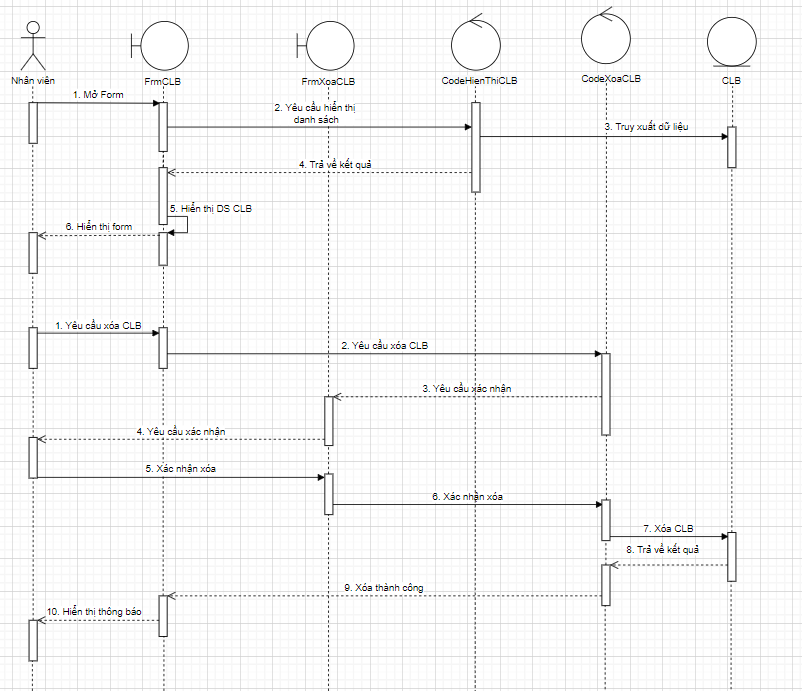 Nhân viên
FrmCLB
FrmXoaCLB
CodeHienThiCLB
CodeXoaCLB
CLB
1. Mở Form
2. Yêu cầu hiển thị
danh sách
3. Truy xuất dữ liệu
4. Trả về kết quả
5. Hiển thị DS CLB
6. Hiển thị form
1. Yêu cầu xóa CLB
2. Yêu cầu xóa CLB
3. Yêu cầu xác nhận
4. Yêu cầu xác nhận
5. Xác nhận xóa
6. Xác nhận xóa
7. Xóa CLB
8. Trả về kết quả
9. Xóa thành công
10. Hiển thị thông báo